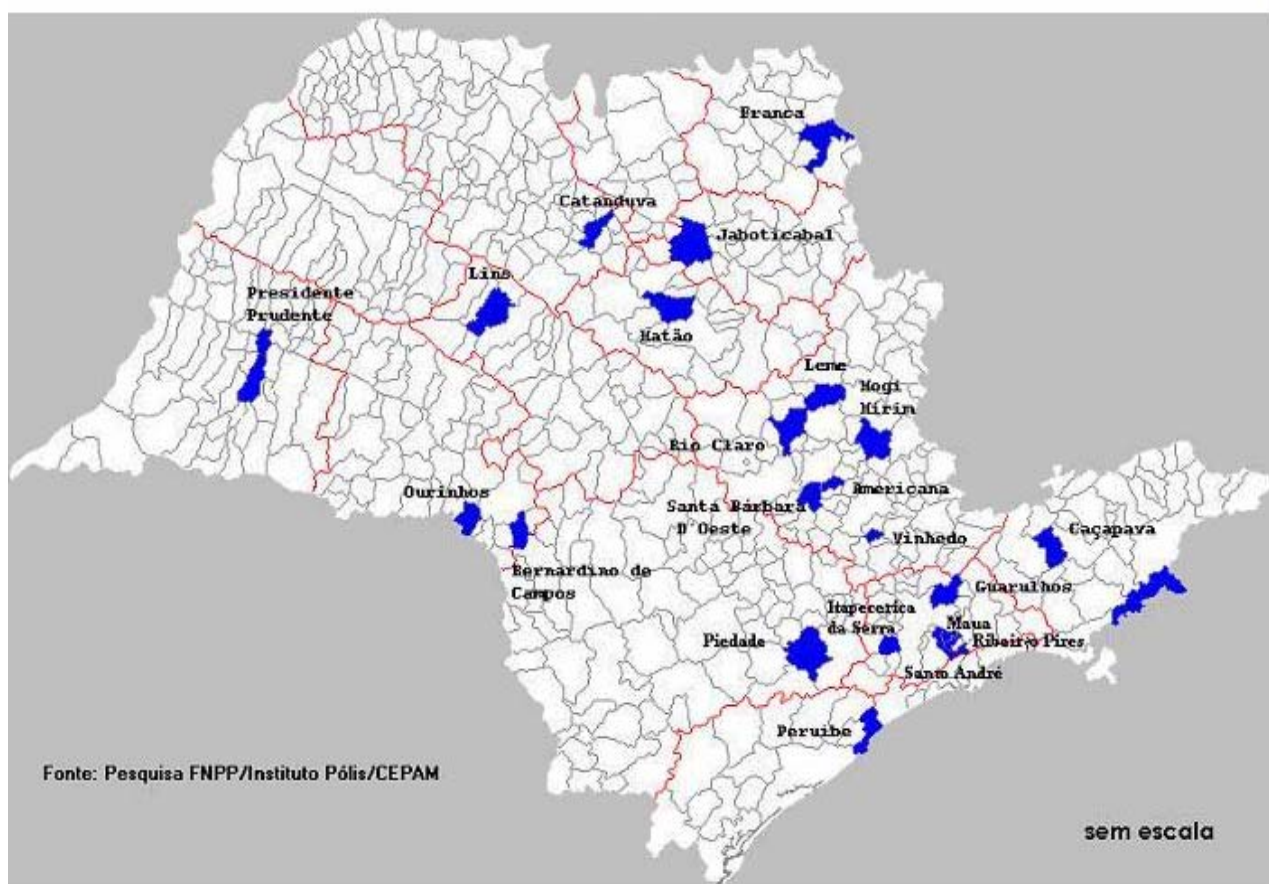 Franca
Catanduva
Jaboticabal
Lins
Presidente
Prudente
Matão
Leme
Mogi
Mirim
Rio Claro
Ourinhos
Americana
Santa Bárbara
D'Oeste
Vinhedo
Caçapava
Bernardino de
Campos
Guarulhos
Itapecerica
da Serra
Maua
Piedade
Ribeir o Pires
Santo André
Peruibe
Fonte: Pesquisa FNPP/Instituto Pólis/CEPAM
sem escala